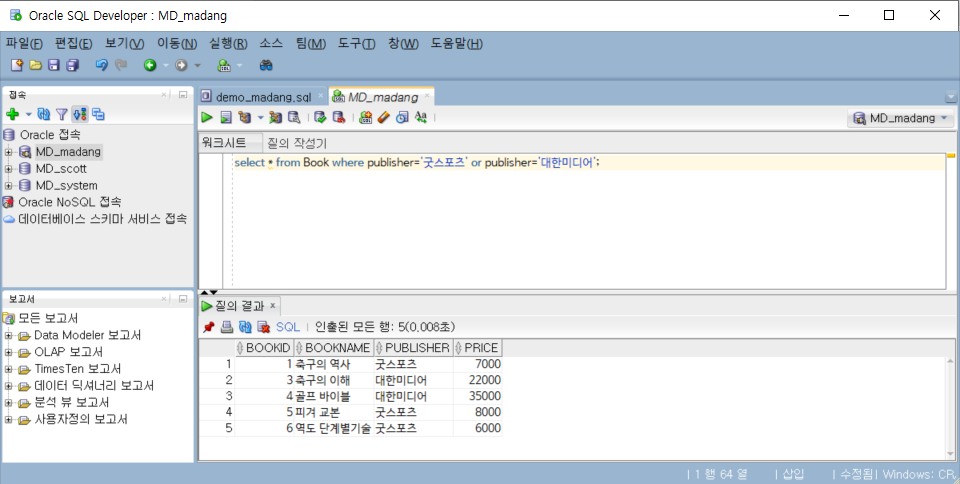 Oracle SQL Developer : MD_madang
파일(F) 편집(E) 보기(V) 이동(N) 실행(R) 소스 팀(M) 도구(T) 창(W) 도움말(H)
접속
Oracle 접속
MD_madang
MD_scott
MD_system
Oracle NoSQL 접속
데이터베이스 스키마 서비스 접속
보고서
모든 보고서
Data Modeler 보고서
OLAP 보고서
TimesTen 보고서
데이터 딕셔너리 보고서
분석 뷰 보고서
사용자정의 보고서
demo_madang.sql MD_madang
MD_madang
워크시트 질의 작성기
select * from Book where publisher='굿스포츠' or publisher='대한미디어';
질의 결과
SQL | 인출된 모든 행: 5(0.008초)
BOOKID BOOKNAME PUBLISHER PRICE
1 1 축구의 역사 굿스포츠 7000
2 3 축구의 이해 대한미디어 22000
3 4 골프 바이블 대한미디어 35000
4 5 피겨 교본 굿스포츠 8000
5 6 역도 단계별기술 굿스포츠 6000
| 1 행 64 열 | 삽입 | 수정됨 | Windows: CR,